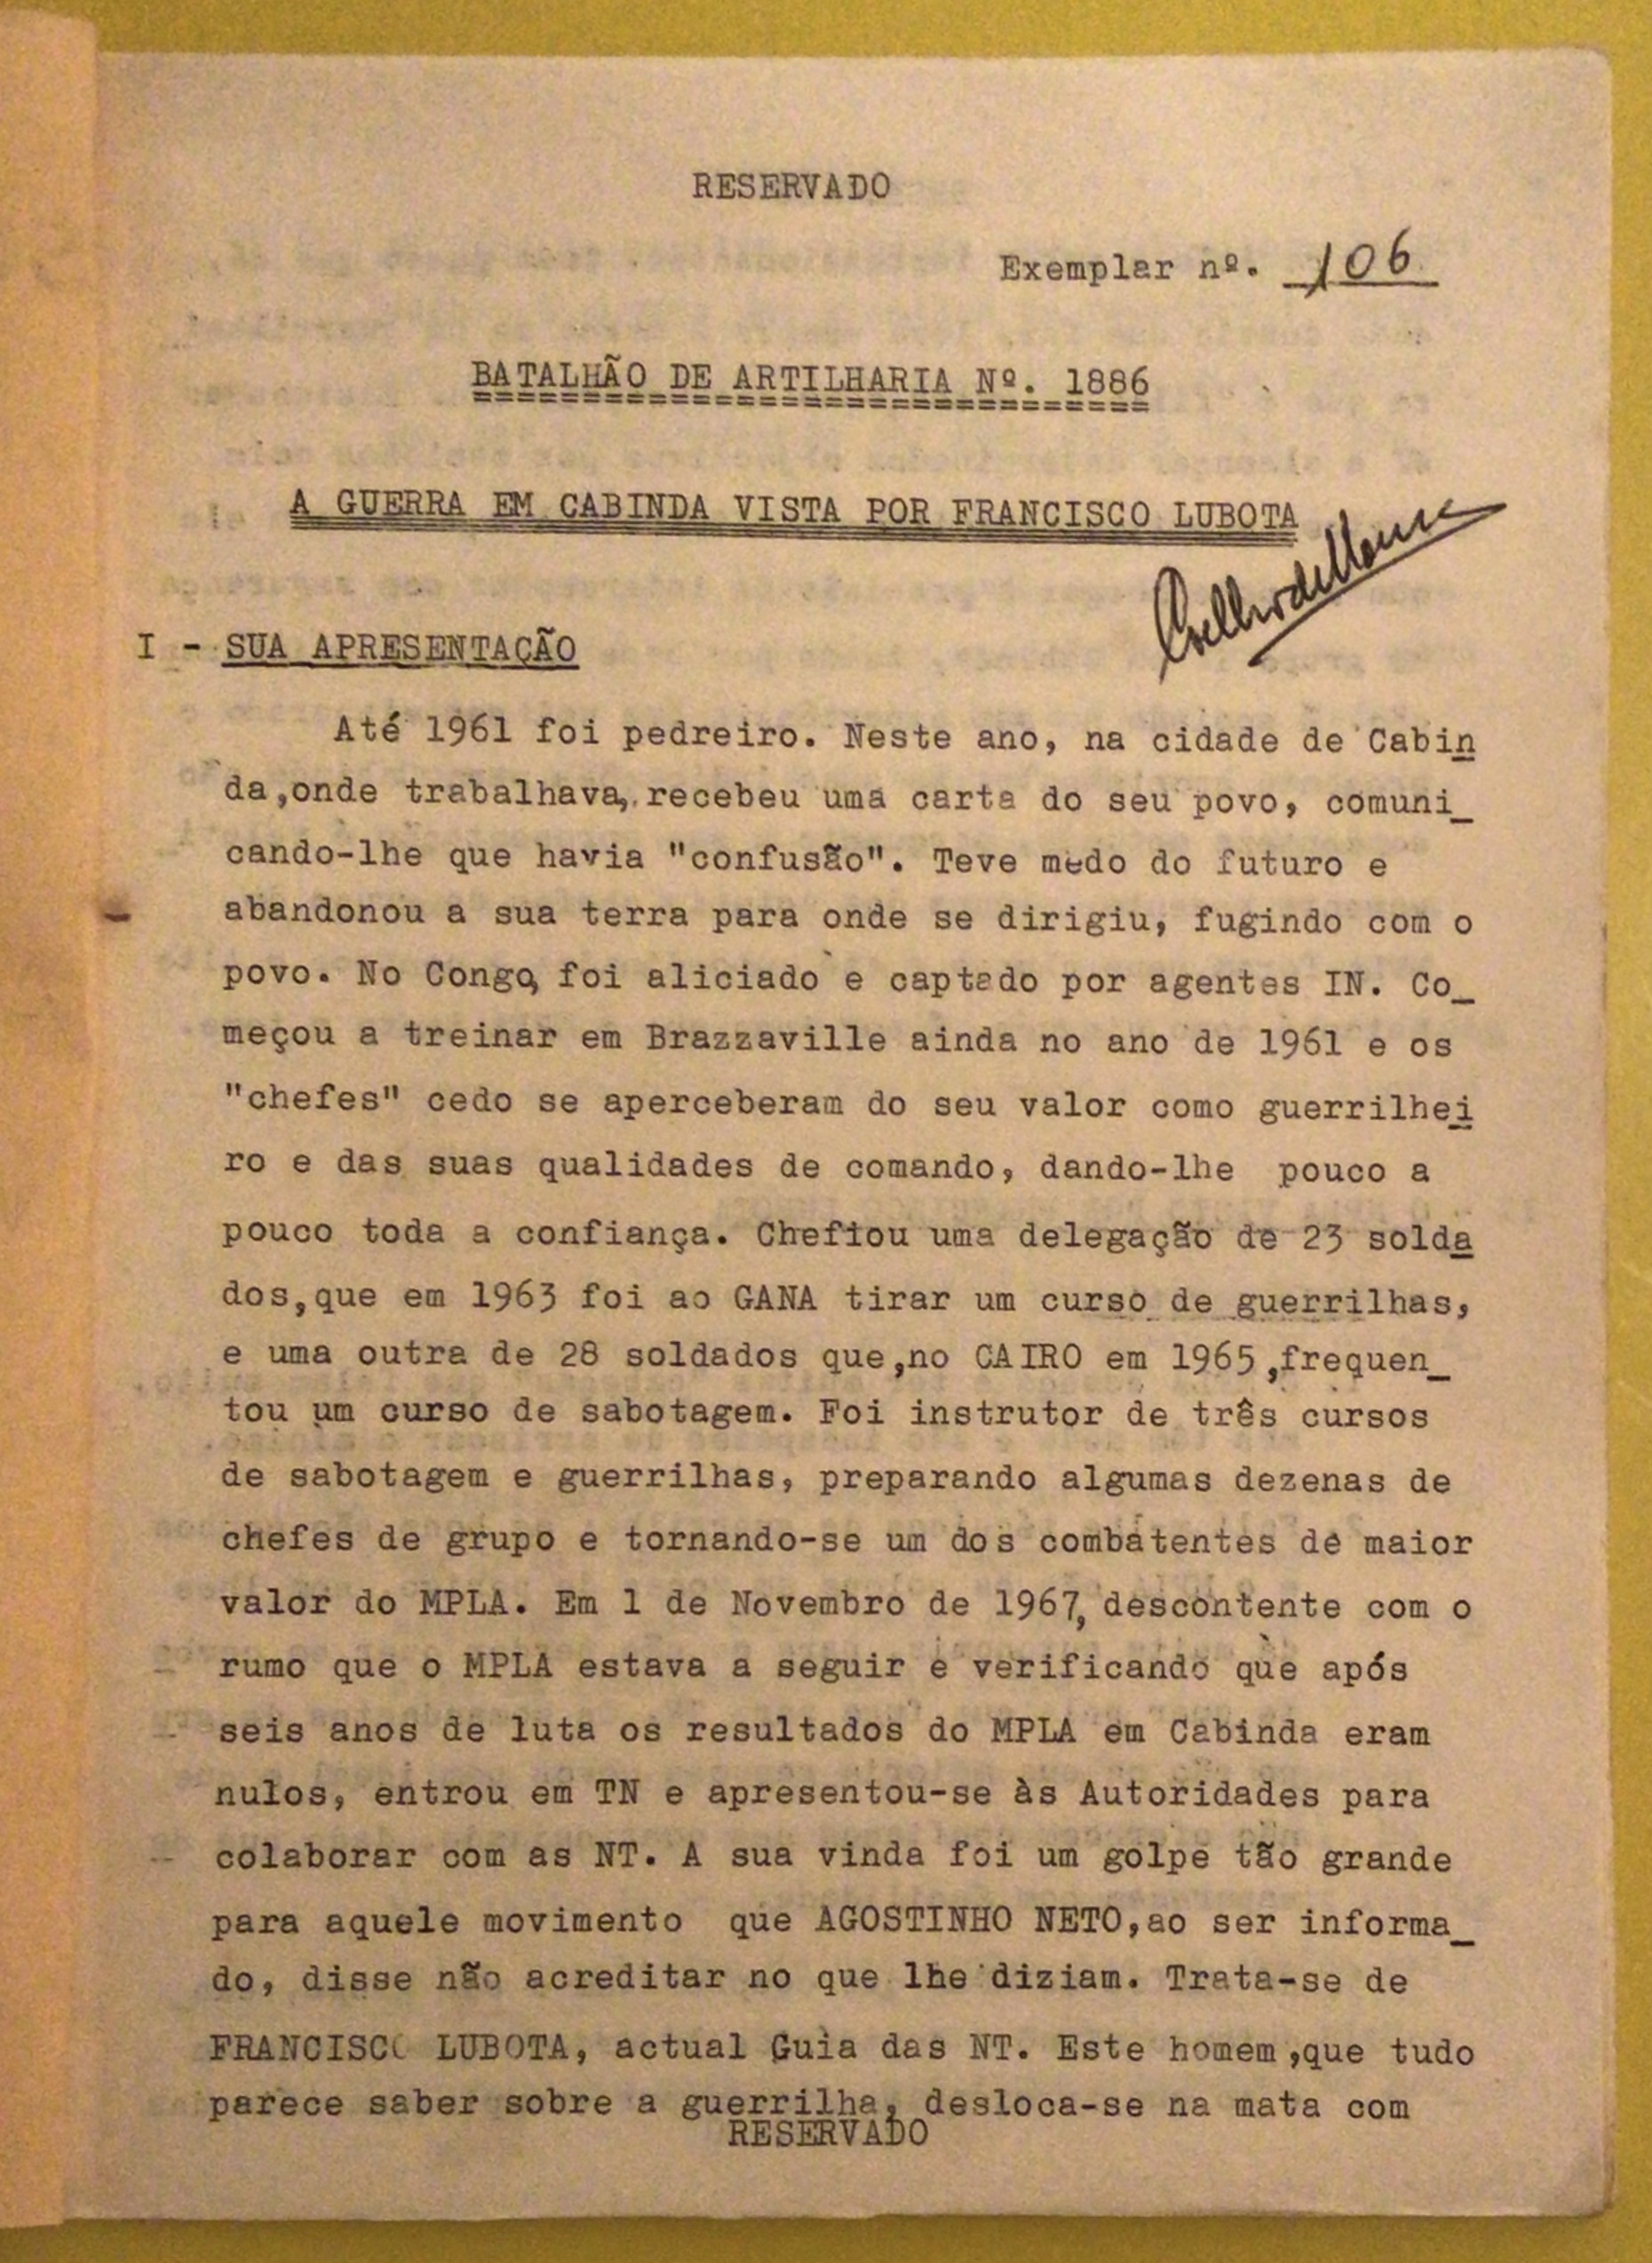 RESERVADO
Exemplar nº. 106
BATALHÃO DE ARTILHARIA Nº. 1886
A GUERRA EM CABINDA VISTA POR FRANCISCO LUBOTA
I - SUA APRESENTAÇÃO
Até 1961 foi pedreiro. Neste ano, na cidade de Cabin
da,onde trabalhava, recebeu uma carta do seu povo, comuni_
cando-lhe que havia "confusão". Teve medo do futuro e
abandonou a sua terra para onde se dirigiu, fugindo com o
povo. No Congo, foi aliciado e captado por agentes IN. Co_
meçou a treinar em Brazzaville ainda no ano de 1961 e os
"chefes" cedo se aperceberam do seu valor como guerrilhei
ro e das suas qualidades de comando, dando-lhe pouco a
pouco toda a confiança. Chefiou uma delegação de 23 solda
dos,que em 1963 foi ao GANA tirar um curso de guerrilhas,
e uma outra de 28 soldados que,no CAIRO em 1965,frequen_
tou um curso de sabotagem. Foi instrutor de três cursos
de sabotagem e guerrilhas, preparando algumas dezenas de
chefes de grupo e tornando-se um dos combatentes de maior
valor do MPLA. Em 1 de Novembro de 1967, descontente com o
rumo que o MPLA estava a seguir e verificando que após
seis anos de luta os resultados do MPLA em Cabinda eram
nulos, entrou em TN e apresentou-se às Autoridades para
colaborar com as NT. A sua vinda foi um golpe tão grande
para aquele movimento que AGOSTINHO NETO,ao ser informa_
do, disse não acreditar no que lhe diziam. Trata-se de
FRANCISCO LUBOTA, actual Guia das NT. Este homem,que tudo
parece saber sobre a guerrilha, desloca-se na mata com
RESERVADO